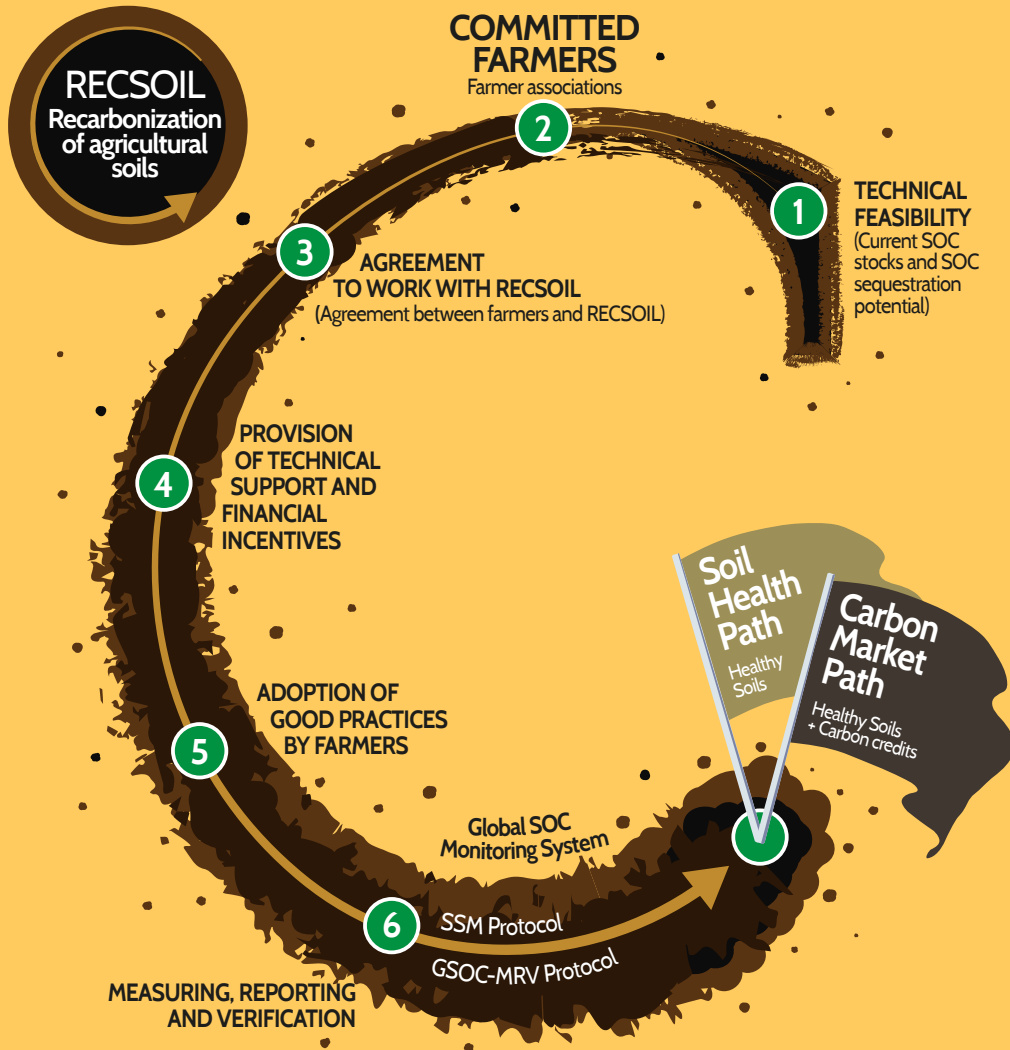 RECSOIL
Recarbonization
of agricultural
soils
COMMITTED
FARMERS
Farmer associations
2
1
TECHNICAL
FEASIBILITY
(Current SOC
stocks and SOC
sequestration
potential)
3
AGREEMENT
TO WORK WITH RECSOIL
(Agreement between farmers and RECSOIL)
4
PROVISION
OF TECHNICAL
SUPPORT AND
FINANCIAL
INCENTIVES
5
ADOPTION OF
GOOD PRACTICES
BY FARMERS
6
MEASURING, REPORTING
AND VERIFICATION
Global SOC
Monitoring System
SSM Protocol
GSOC-MRV Protocol
Soil
Health
Path
Healthy
Soils
Carbon
Market
Path
Healthy Soils
+ Carbon credits